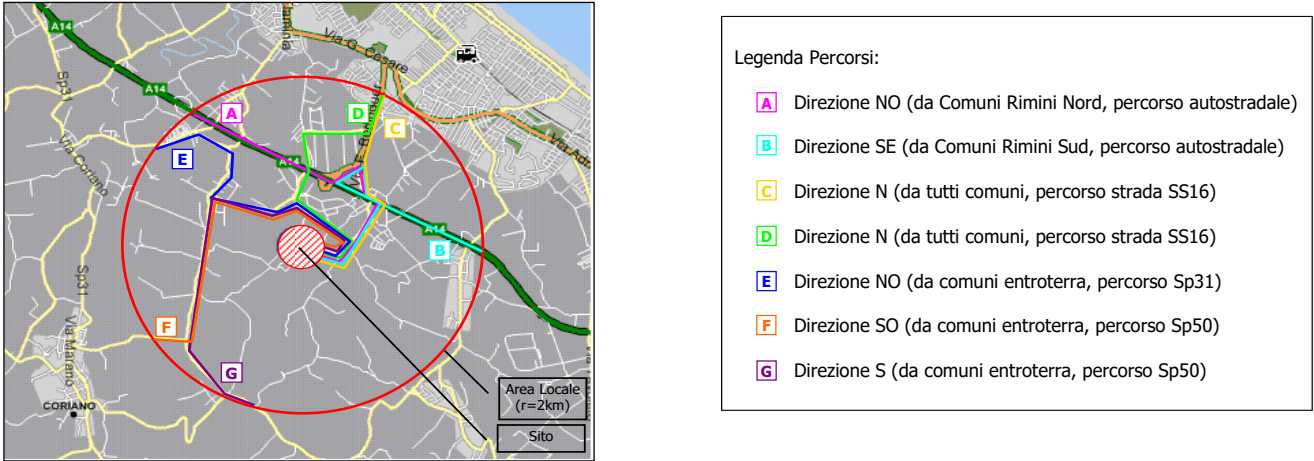 A14
Via G. Cesare
A14
A
D
C
Sp31
E
A14
Via Coriano
A14
B
Sp31
F
Via Marano
G
Area Locale
(r=2km)
CORIANO
Sito
Legenda Percorsi:
A Direzione NO (da Comuni Rimini Nord, percorso autostradale)
B Direzione SE (da Comuni Rimini Sud, percorso autostradale)
C Direzione N (da tutti comuni, percorso strada SS16)
D Direzione N (da tutti comuni, percorso strada SS16)
E Direzione NO (da comuni entroterra, percorso Sp31)
F Direzione SO (da comuni entroterra, percorso Sp50)
G Direzione S (da comuni entroterra, percorso Sp50)